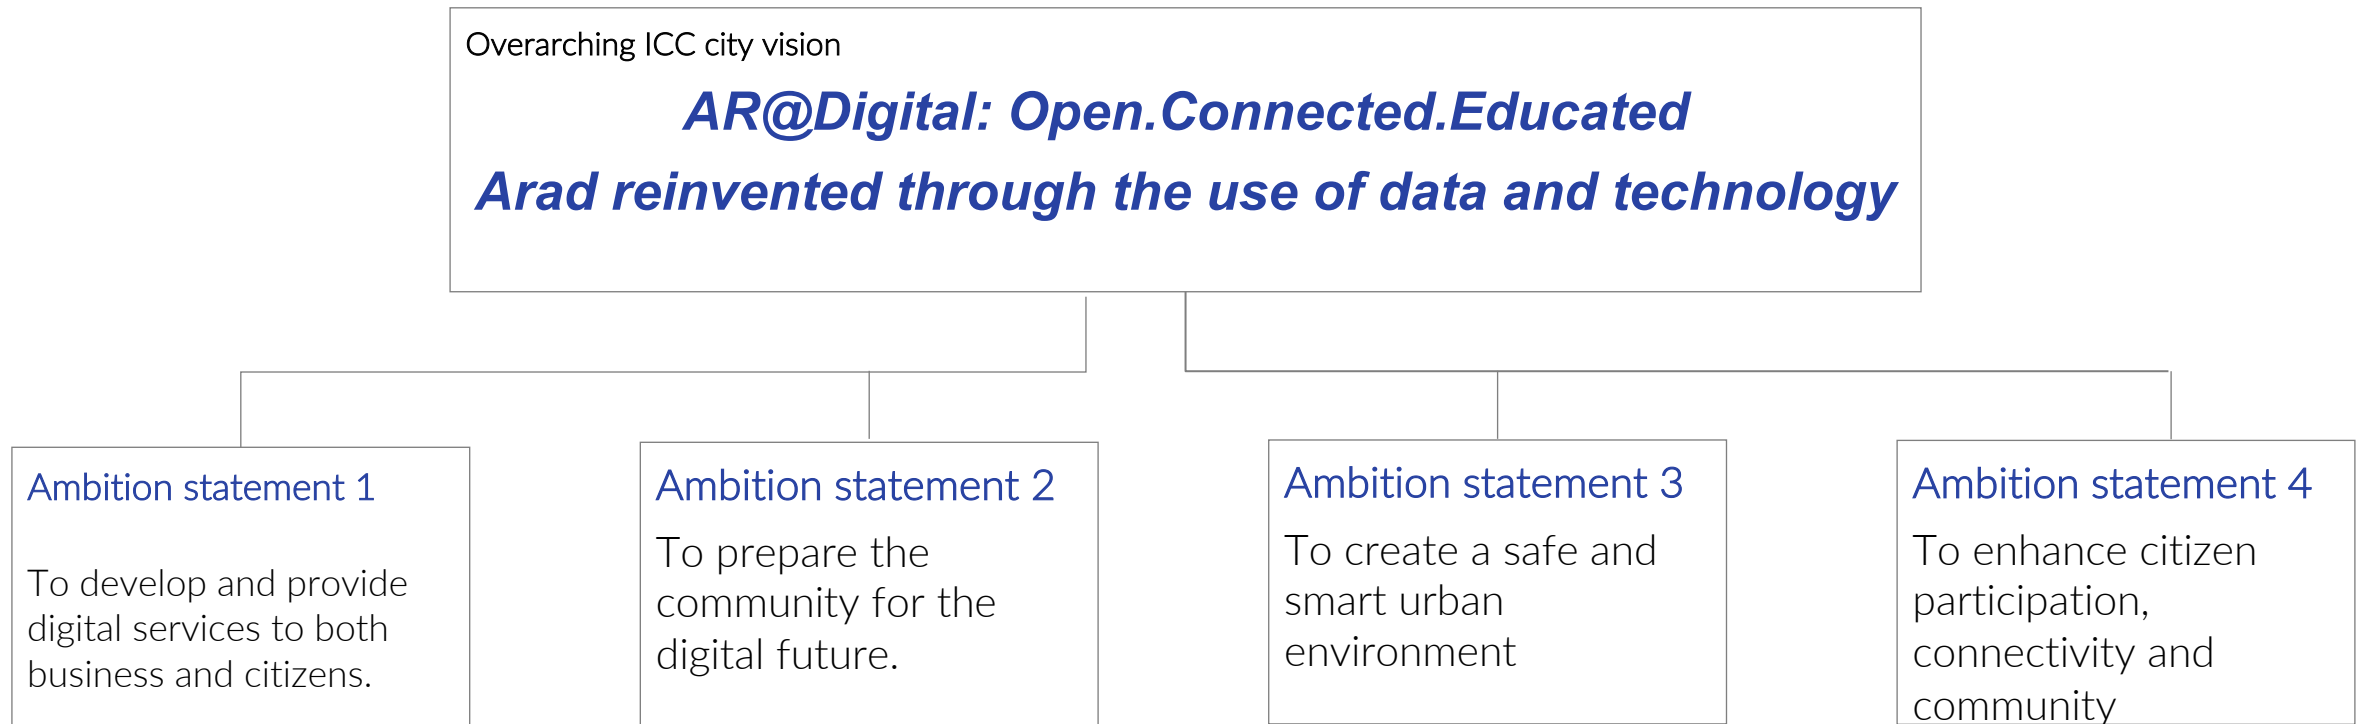 Overarching ICC city vision
AR@Digital: Open.Connected.Educated
Arad reinvented through the use of data and technology
Ambition statement 1
To develop and provide
digital services to both
business and citizens.
Ambition statement 2
To prepare the
community for the
digital future.
Ambition statement 3
To create a safe and
smart urban
environment
Ambition statement 4
To enhance citizen
participation,
connectivity and
community